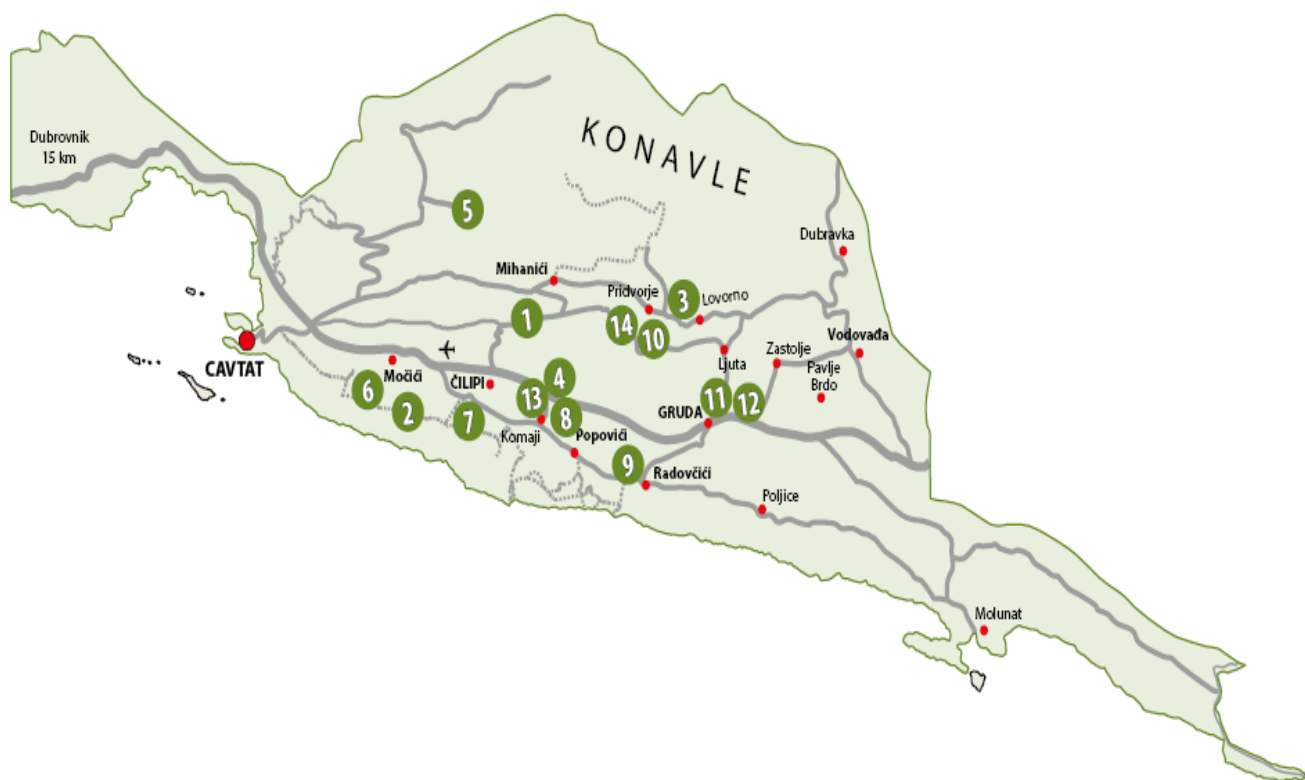 Dubrovnik
15 km
KONAVLE
5
Dubravka
Mihanići
Pridvorje
3
Lovorno
1
14
10
CAVTAT
Močići
ČILIPI
Ljuta
Zastolje
Vodovađa
Pavlje
Brdo
6
2
7
4
13
8
11
12
GRUDA
Komaji
Popovići
9
Radovčići
Poljice
Molunat